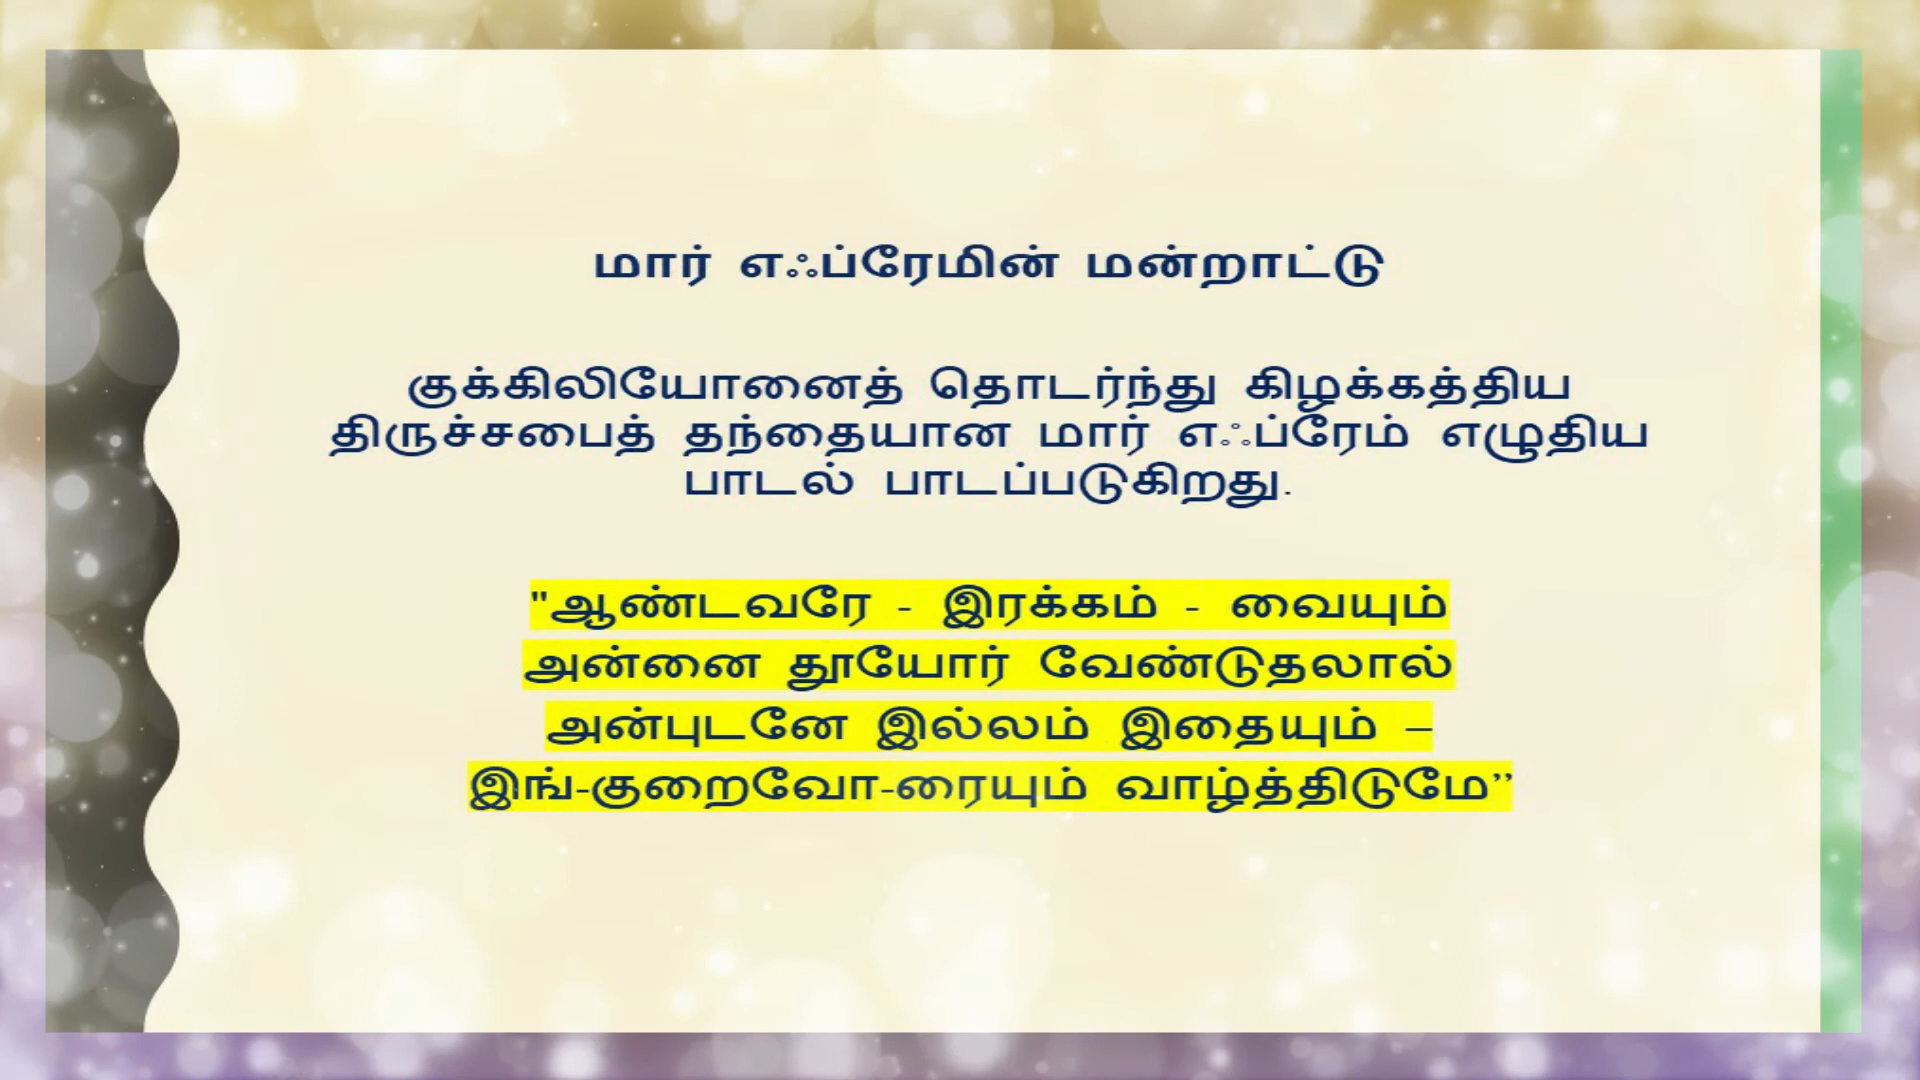 மார் எஃப்ரேமின் மன்றாட்டு
குக்கிலியோனைத் தொடர்ந்து கிழக்கத்திய
திருச்சபைத் தந்தையான மார் எஃப்ரேம் எழுதிய
பாடல் பாடப்படுகிறது.
"ஆண்டவரே - இரக்கம் - வையும்
அன்னை தூயோர் வேண்டுதலால்
அன்புடனே இல்லம் இதையும் –
இங்-குறைவோ-ரையும் வாழ்த்திடுமே”